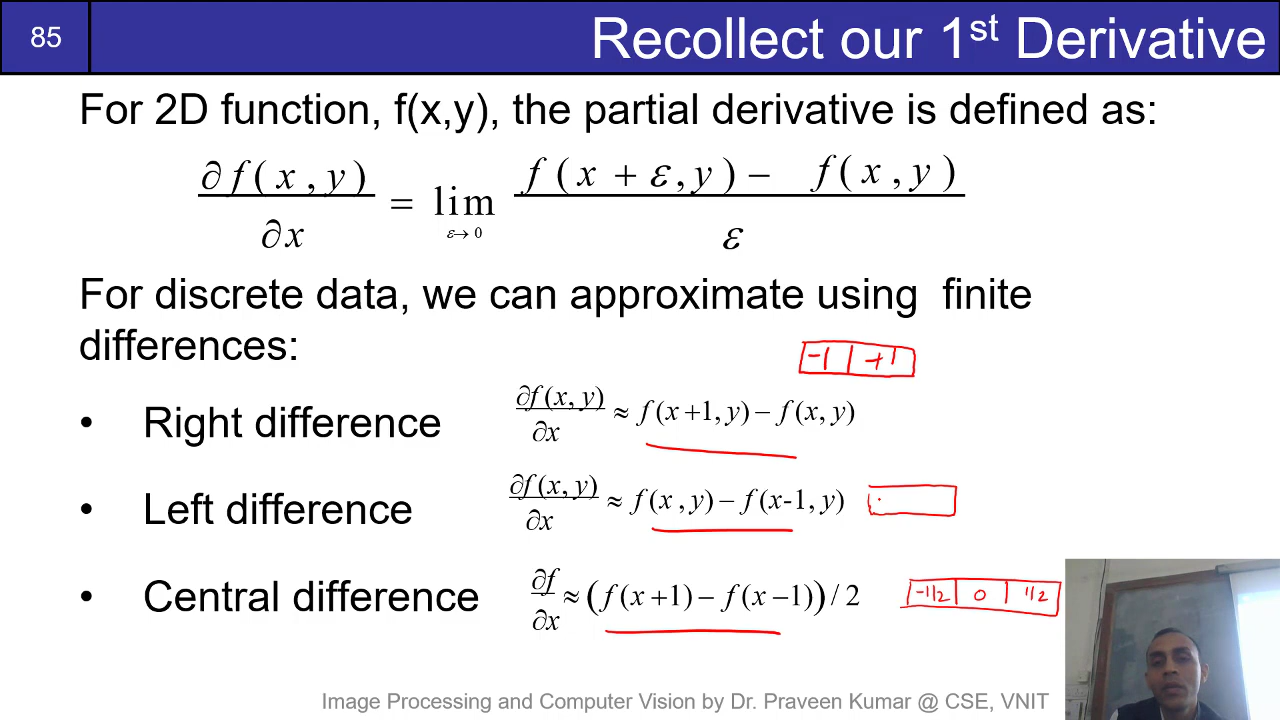 85
Recollect our 1st Derivative
For 2D function, f(x,y), the partial derivative is defined as:
∂f(x,y)/∂x = lim ε→0 f(x+ε,y) − f(x,y) / ε
For discrete data, we can approximate using finite
differences:
-1 +1
• Right difference ∂f(x,y)/∂x ≈ f(x+1,y) − f(x,y)
• Left difference ∂f(x,y)/∂x ≈ f(x,y) − f(x-1,y)
• Central difference ∂f/∂x ≈ (f(x+1) − f(x−1))/2 -1/2 0 1/2
Image Processing and Computer Vision by Dr. Praveen Kumar @ CSE, VNIT